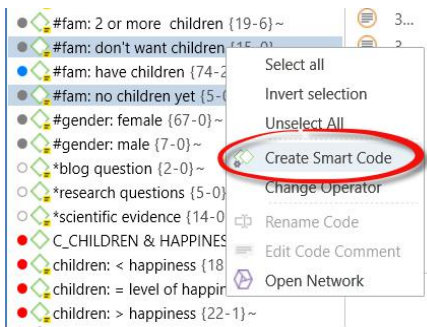 #fam: 2 or more children {19-6}~
#fam: don't want children {15-0}
#fam: have children {74-2
#fam: no children yet {5-0
#gender: female {67-0}~
#gender: male {7-0}~
*blog question {2-0}~
*research questions {5-0}
*scientific evidence {14-0
C_CHILDREN & HAPPINES
children: < happiness {18
children: = level of happin
children: > happiness {22-1}~
3...
Select all
Invert selection
Unselect All
Create Smart Code
Change Operator
Rename Code
Edit Code Comment
Open Network